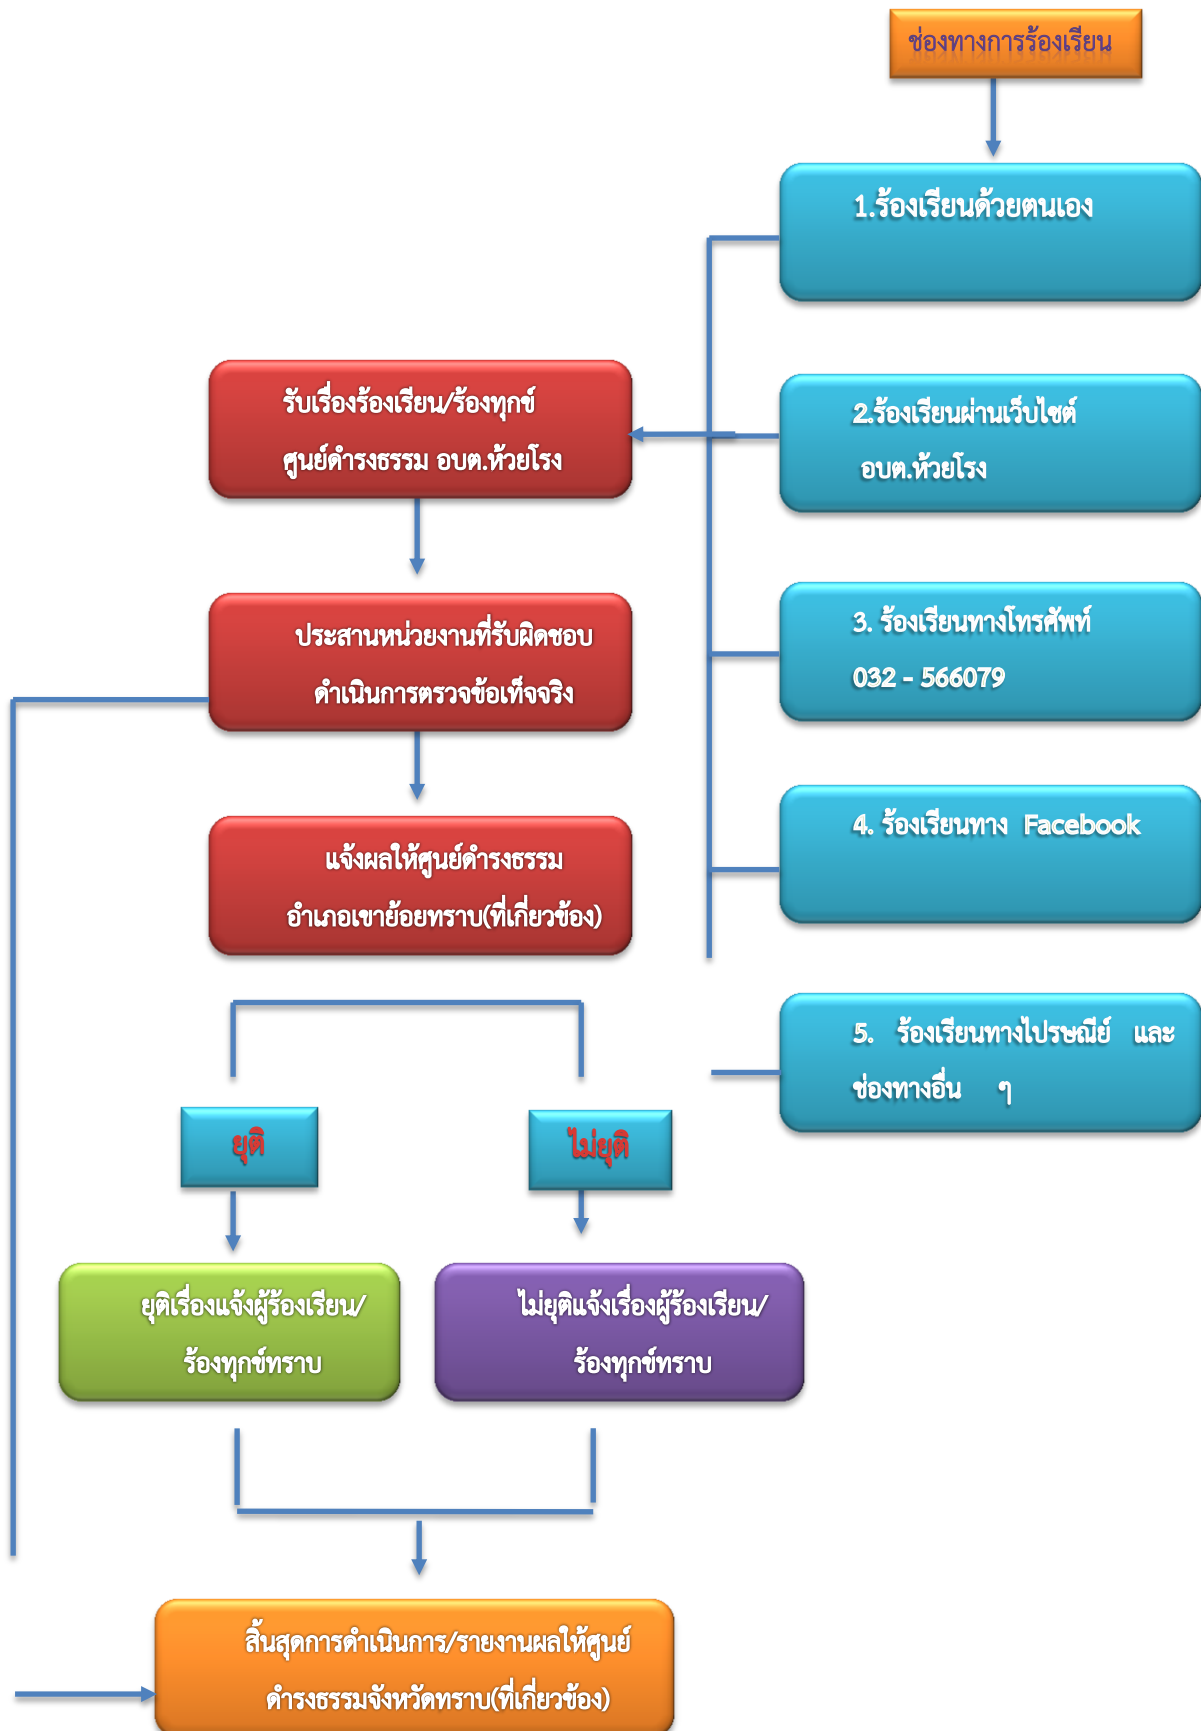 ช่องทางการร้องเรียน
1.ร้องเรียนด้วยตนเอง
รับเรื่องร้องเรียน/ร้องทุกข์
ศูนย์ดำรงธรรม อบต.ห้วยโรง
2.ร้องเรียนผ่านเว็บไซต์
อบต.ห้วยโรง
ประสานหน่วยงานที่รับผิดชอบ
ดำเนินการตรวจข้อเท็จจริง
3. ร้องเรียนทางโทรศัพท์
032 - 566079
แจ้งผลให้ศูนย์ดำรงธรรม
อำเภอเขาย้อยทราบ(ที่เกี่ยวข้อง)
4. ร้องเรียนทาง Facebook
5. ร้องเรียนทางไปรษณีย์ และ
ช่องทางอื่น ๆ
ยุติ
ไม่ยุติ
ยุติเรื่องแจ้งผู้ร้องเรียน/
ร้องทุกข์ทราบ
ไม่ยุติแจ้งเรื่องผู้ร้องเรียน/
ร้องทุกข์ทราบ
สิ้นสุดการดำเนินการ/รายงานผลให้ศูนย์
ดำรงธรรมจังหวัดทราบ(ที่เกี่ยวข้อง)